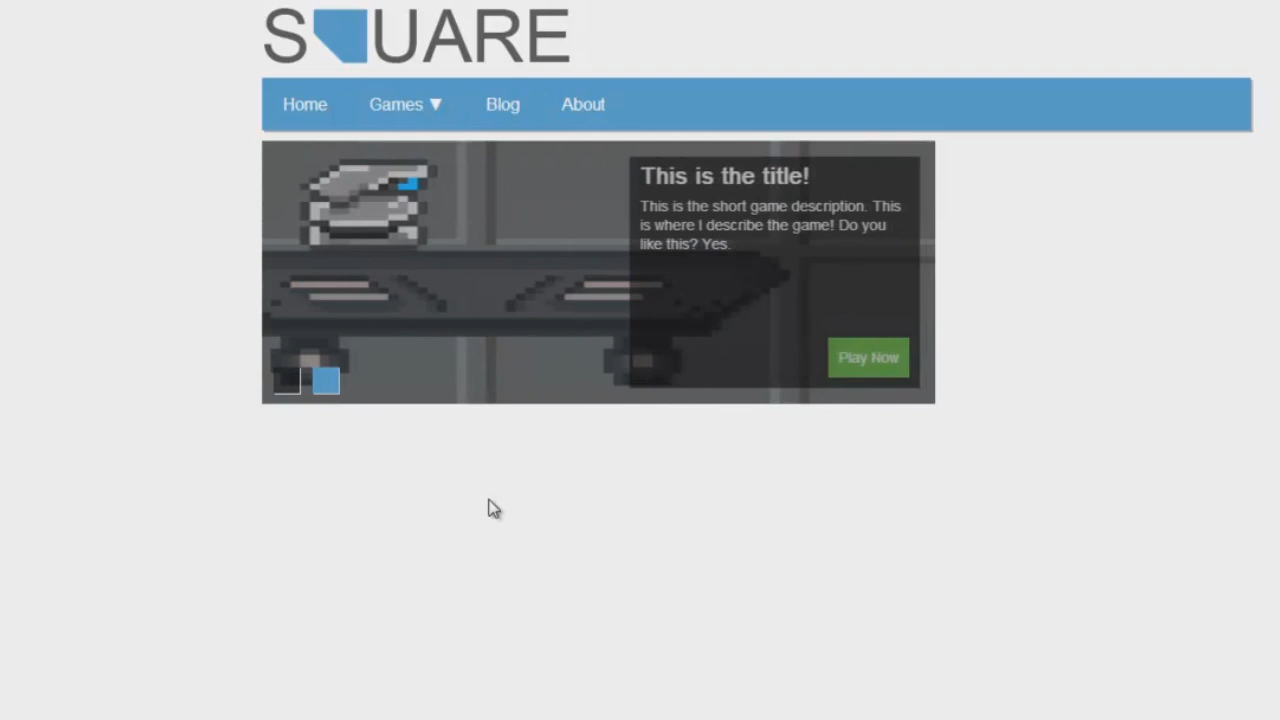 S UARE
Home Games ▼ Blog About
This is the title!
This is the short game description. This
is where I describe the game! Do you
like this? Yes.
Play Now